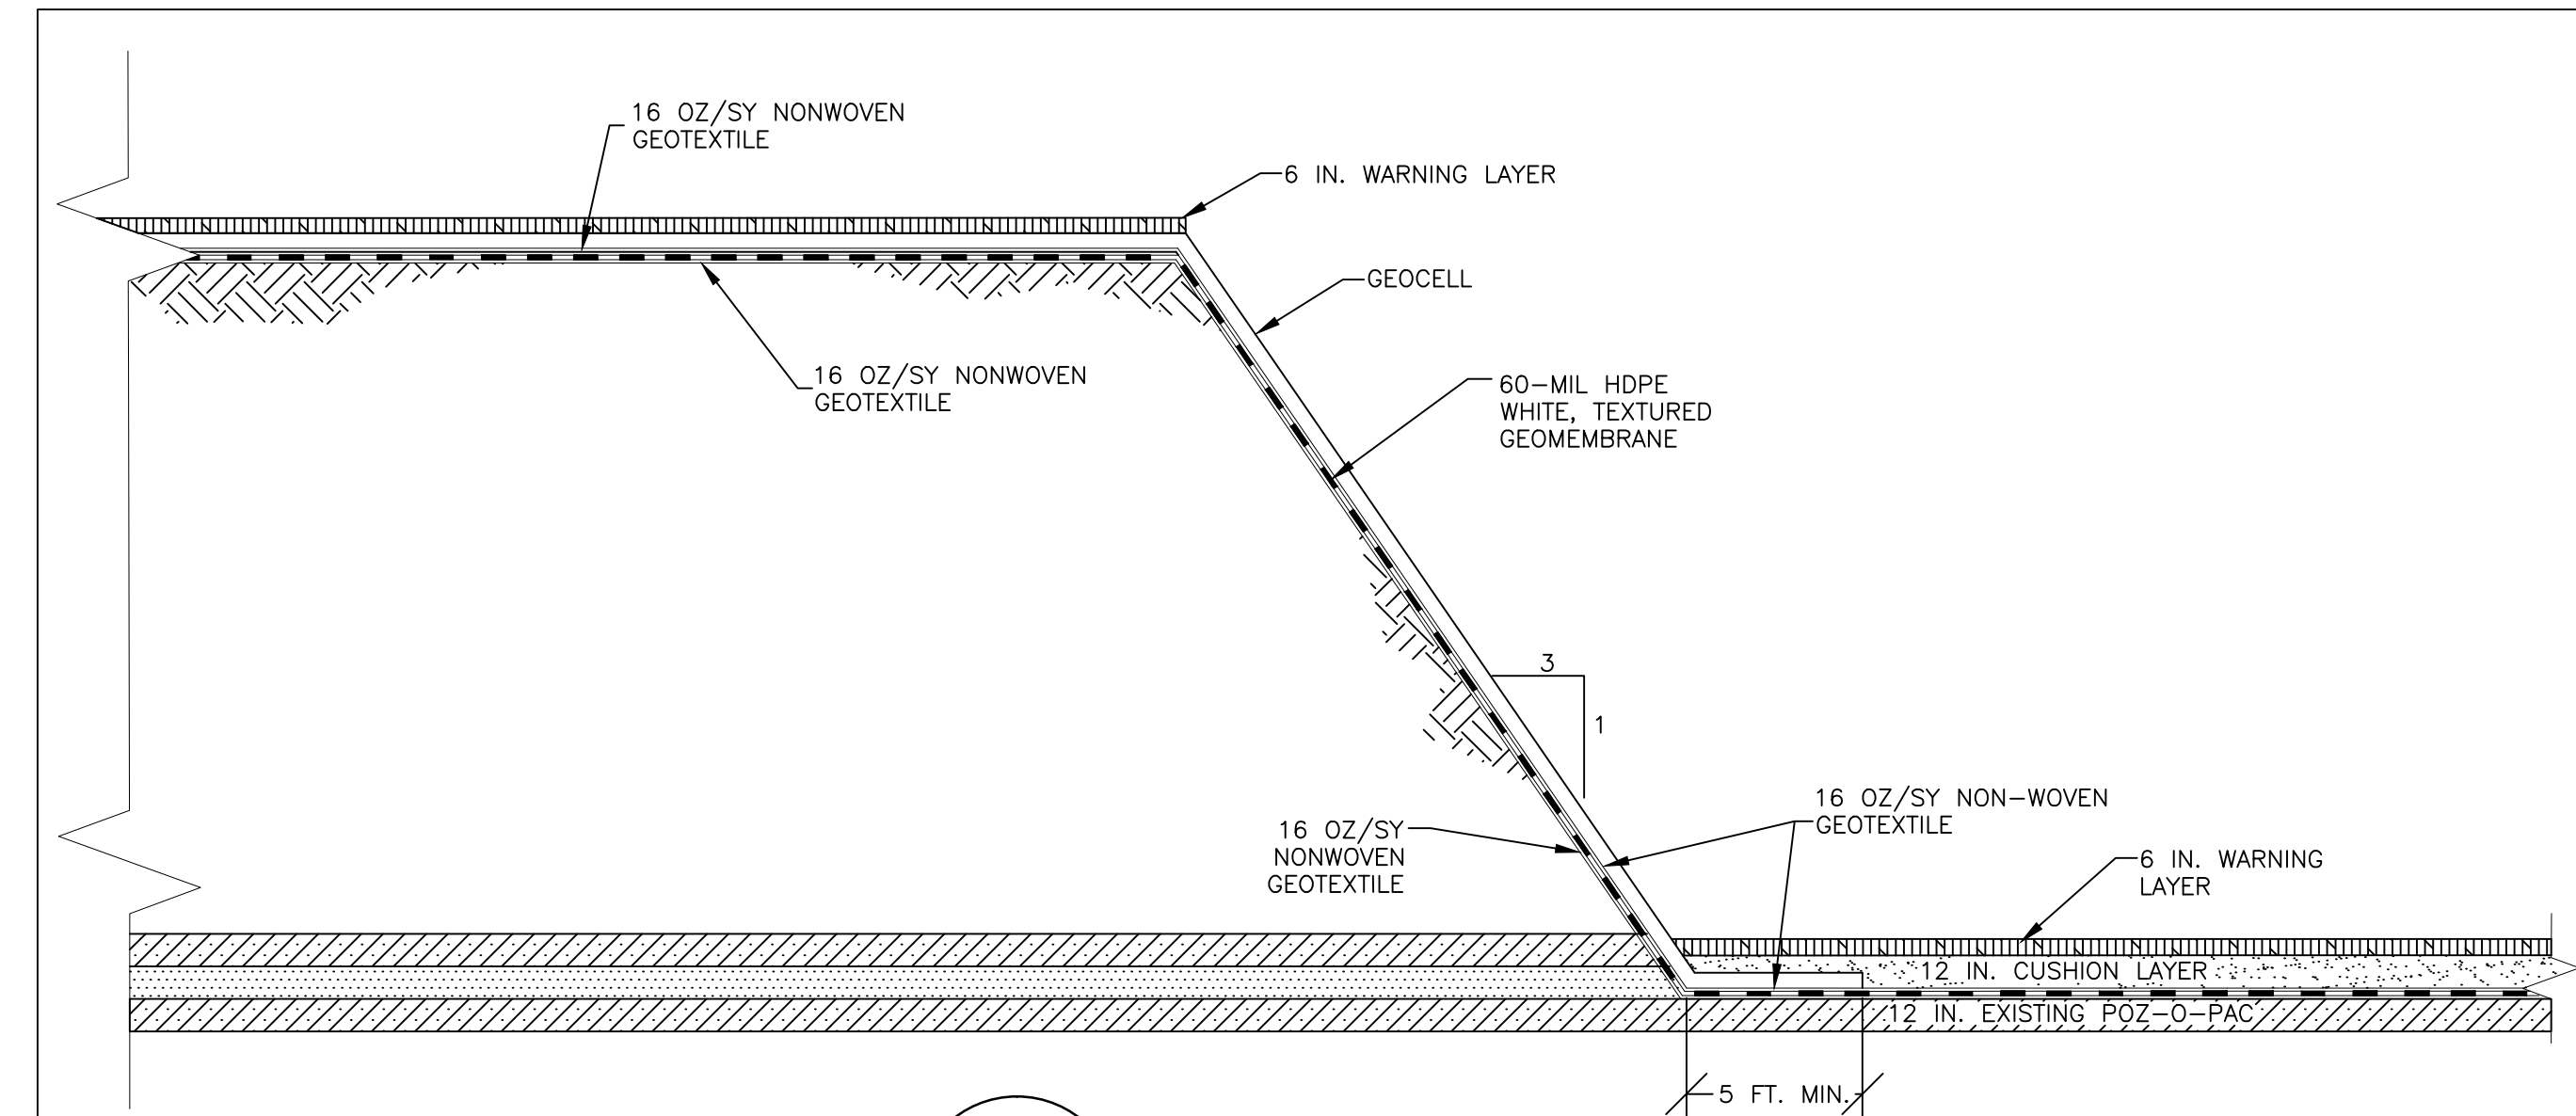 16 OZ/SY NONWOVEN
GEOTEXTILE
6 IN. WARNING LAYER
GEOCELL
16 OZ/SY NONWOVEN
GEOTEXTILE
60-MIL HDPE
WHITE, TEXTURED
GEOMEMBRANE
3
1
16 OZ/SY NON-WOVEN
GEOTEXTILE
16 OZ/SY
NONWOVEN
GEOTEXTILE
6 IN. WARNING
LAYER
12 IN. CUSHION LAYER
12 IN. EXISTING POZ-O-PAC
5 FT. MIN.